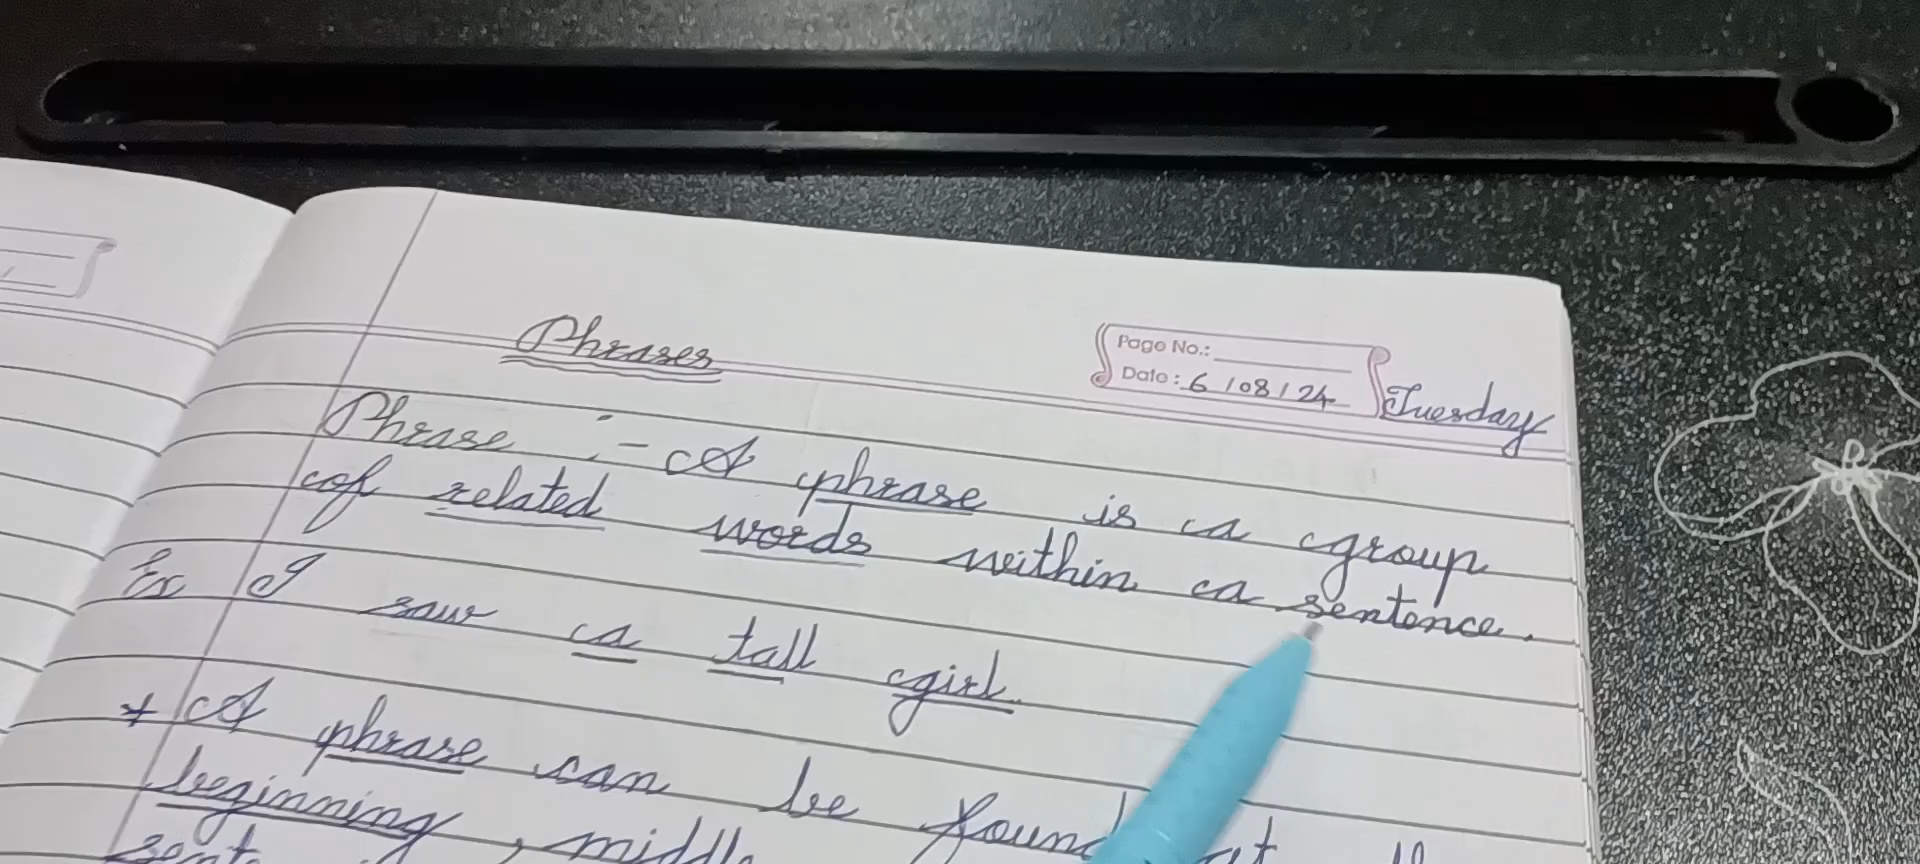 Phrases
Page No.:
Date: 6/08/24 Tuesday
Phrase :- A phrase is a group
of related words within a sentence.
Ex I saw a tall girl.
* A phrase can be found at
beginning, middle